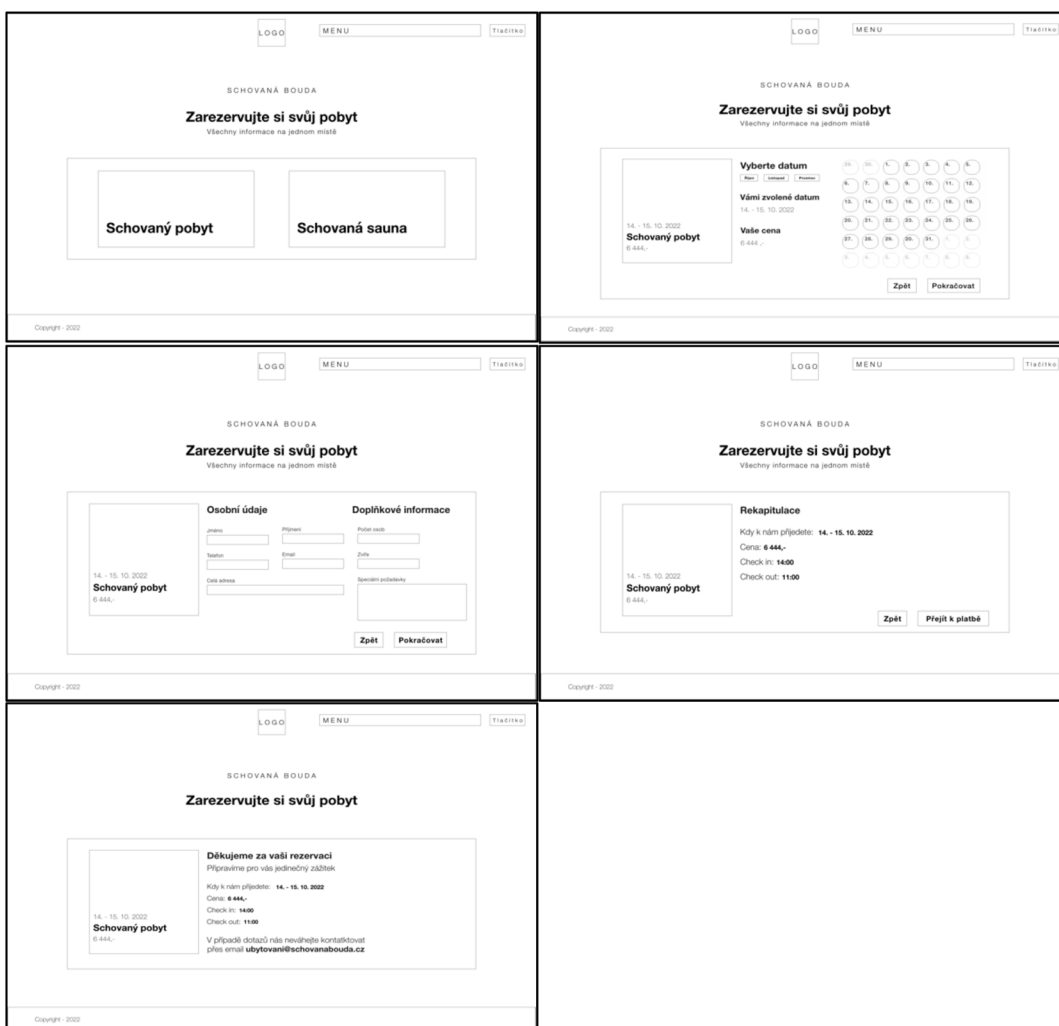 LOGO
MENU
Tlačítko
SCHOVANÁ BOUDA
Zarezervujte si svůj pobyt
Všechny informace na jednom místě
Schovaný pobyt
Schovaná sauna
Copyright - 2022
LOGO
MENU
Tlačítko
SCHOVANÁ BOUDA
Zarezervujte si svůj pobyt
Všechny informace na jednom místě
14. - 15. 10. 2022
Schovaný pobyt
6 444,-
Vyberte datum
Říjen Listopad Prosinec
Vámi zvolené datum
14. - 15. 10. 2022
Vaše cena
6 444 ,-
1. 2. 3. 4. 5.
6. 7. 8. 9. 10. 11. 12.
13. 14. 15. 16. 17. 18. 19.
20. 21. 22. 23. 24. 25. 26.
27. 28. 29. 30. 31. 1. 2.
3. 4. 5. 6. 7. 8. 9.
Zpět
Pokračovat
Copyright - 2022
LOGO
MENU
Tlačítko
SCHOVANÁ BOUDA
Zarezervujte si svůj pobyt
Všechny informace na jednom místě
14. - 15. 10. 2022
Schovaný pobyt
6 444,-
Osobní údaje
Jméno
Příjmení
Telefon
Email
Celá adresa
Doplňkové informace
Počet osob
Zvíře
Speciální požadavky
Zpět
Pokračovat
Copyright - 2022
LOGO
MENU
Tlačítko
SCHOVANÁ BOUDA
Zarezervujte si svůj pobyt
Všechny informace na jednom místě
14. - 15. 10. 2022
Schovaný pobyt
6 444,-
Rekapitulace
Kdy k nám přijedete: 14. - 15. 10. 2022
Cena: 6 444,-
Check in: 14:00
Check out: 11:00
Zpět
Přejít k platbě
Copyright - 2022
LOGO
MENU
Tlačítko
SCHOVANÁ BOUDA
Zarezervujte si svůj pobyt
14. - 15. 10. 2022
Schovaný pobyt
6 444,-
Děkujeme za vaši rezervaci
Připravíme pro vás jedinečný zážitek
Kdy k nám přijedete: 14. - 15. 10. 2022
Cena: 6 444,-
Check in: 14:00
Check out: 11:00
V případě dotazů nás neváhejte kontaktktovat
přes email ubytovani@schovanabouda.cz
Copyright - 2022